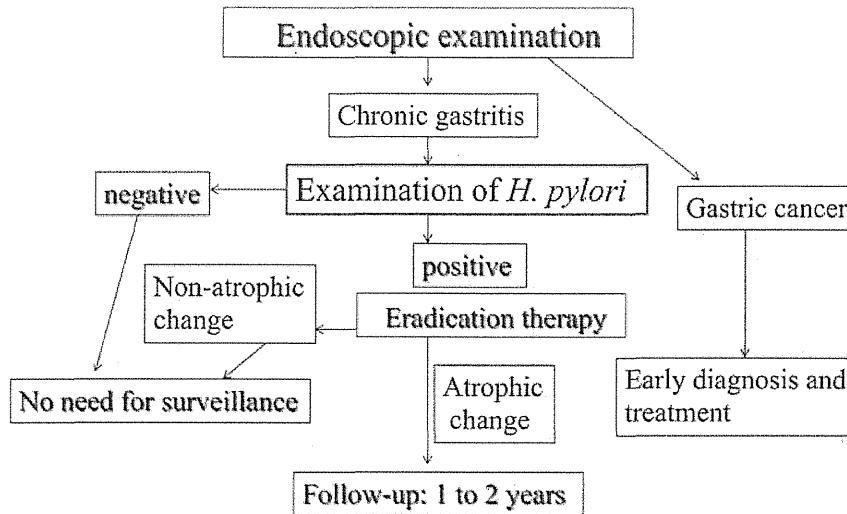 Endoscopic examination
Chronic gastritis
Examination of H. pylori
negative
Gastric cancer
positive
Non-atrophic
change
Eradication therapy
No need for surveillance
Atrophic
change
Early diagnosis and
treatment
Follow-up: 1 to 2 years